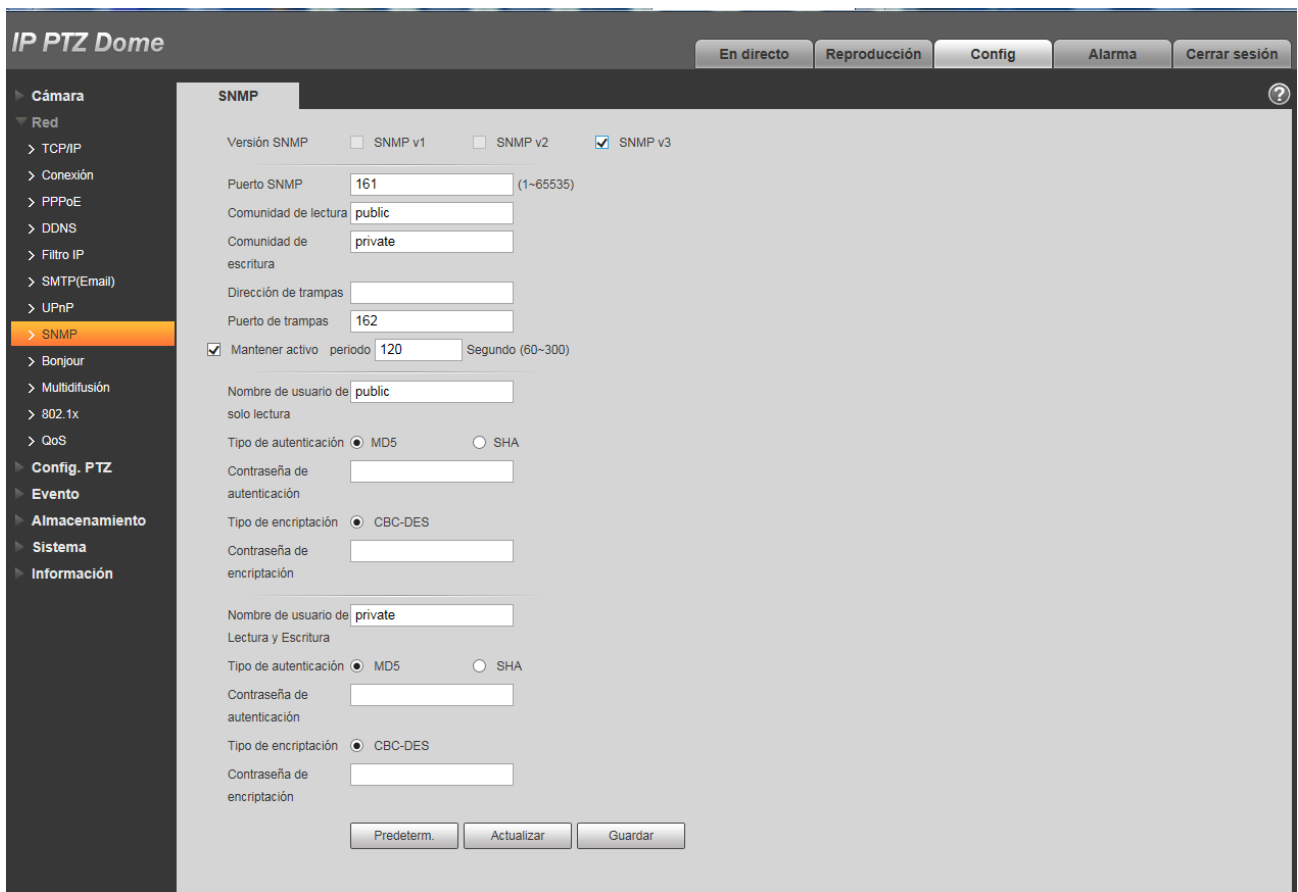 IP PTZ Dome
En directo
Reproducción
Config
Alarma
Cerrar sesión
Cámara
Red
TCP/IP
Conexión
PPPoE
DDNS
Filtro IP
SMTP(Email)
UPnP
SNMP
Bonjour
Multidifusión
802.1x
QoS
Config. PTZ
Evento
Almacenamiento
Sistema
Información
SNMP
?
Versión SNMP SNMP v1 SNMP v2 SNMP v3
Puerto SNMP 161 (1~65535)
Comunidad de lectura public
Comunidad de escritura private
Dirección de trampas
Puerto de trampas 162
Mantener activo periodo 120 Segundo (60~300)
Nombre de usuario de solo lectura public
Tipo de autenticación MD5 SHA
Contraseña de autenticación
Tipo de encriptación CBC-DES
Contraseña de encriptación
Nombre de usuario de Lectura y Escritura private
Tipo de autenticación MD5 SHA
Contraseña de autenticación
Tipo de encriptación CBC-DES
Contraseña de encriptación
Predeterm. Actualizar Guardar